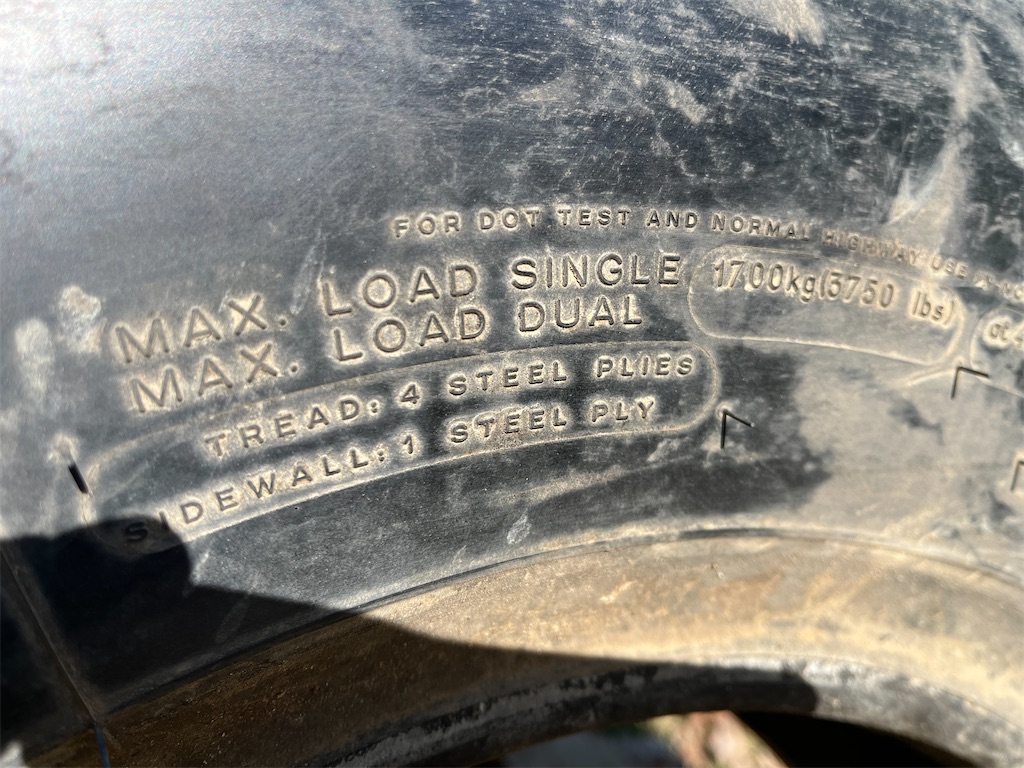 FOR DOT TEST AND NORMAL HIGHWAY USE
MAX. LOAD SINGLE 1700kg(3750 lbs) at
MAX. LOAD DUAL
TREAD: 4 STEEL PLIES
SIDEWALL: 1 STEEL PLY